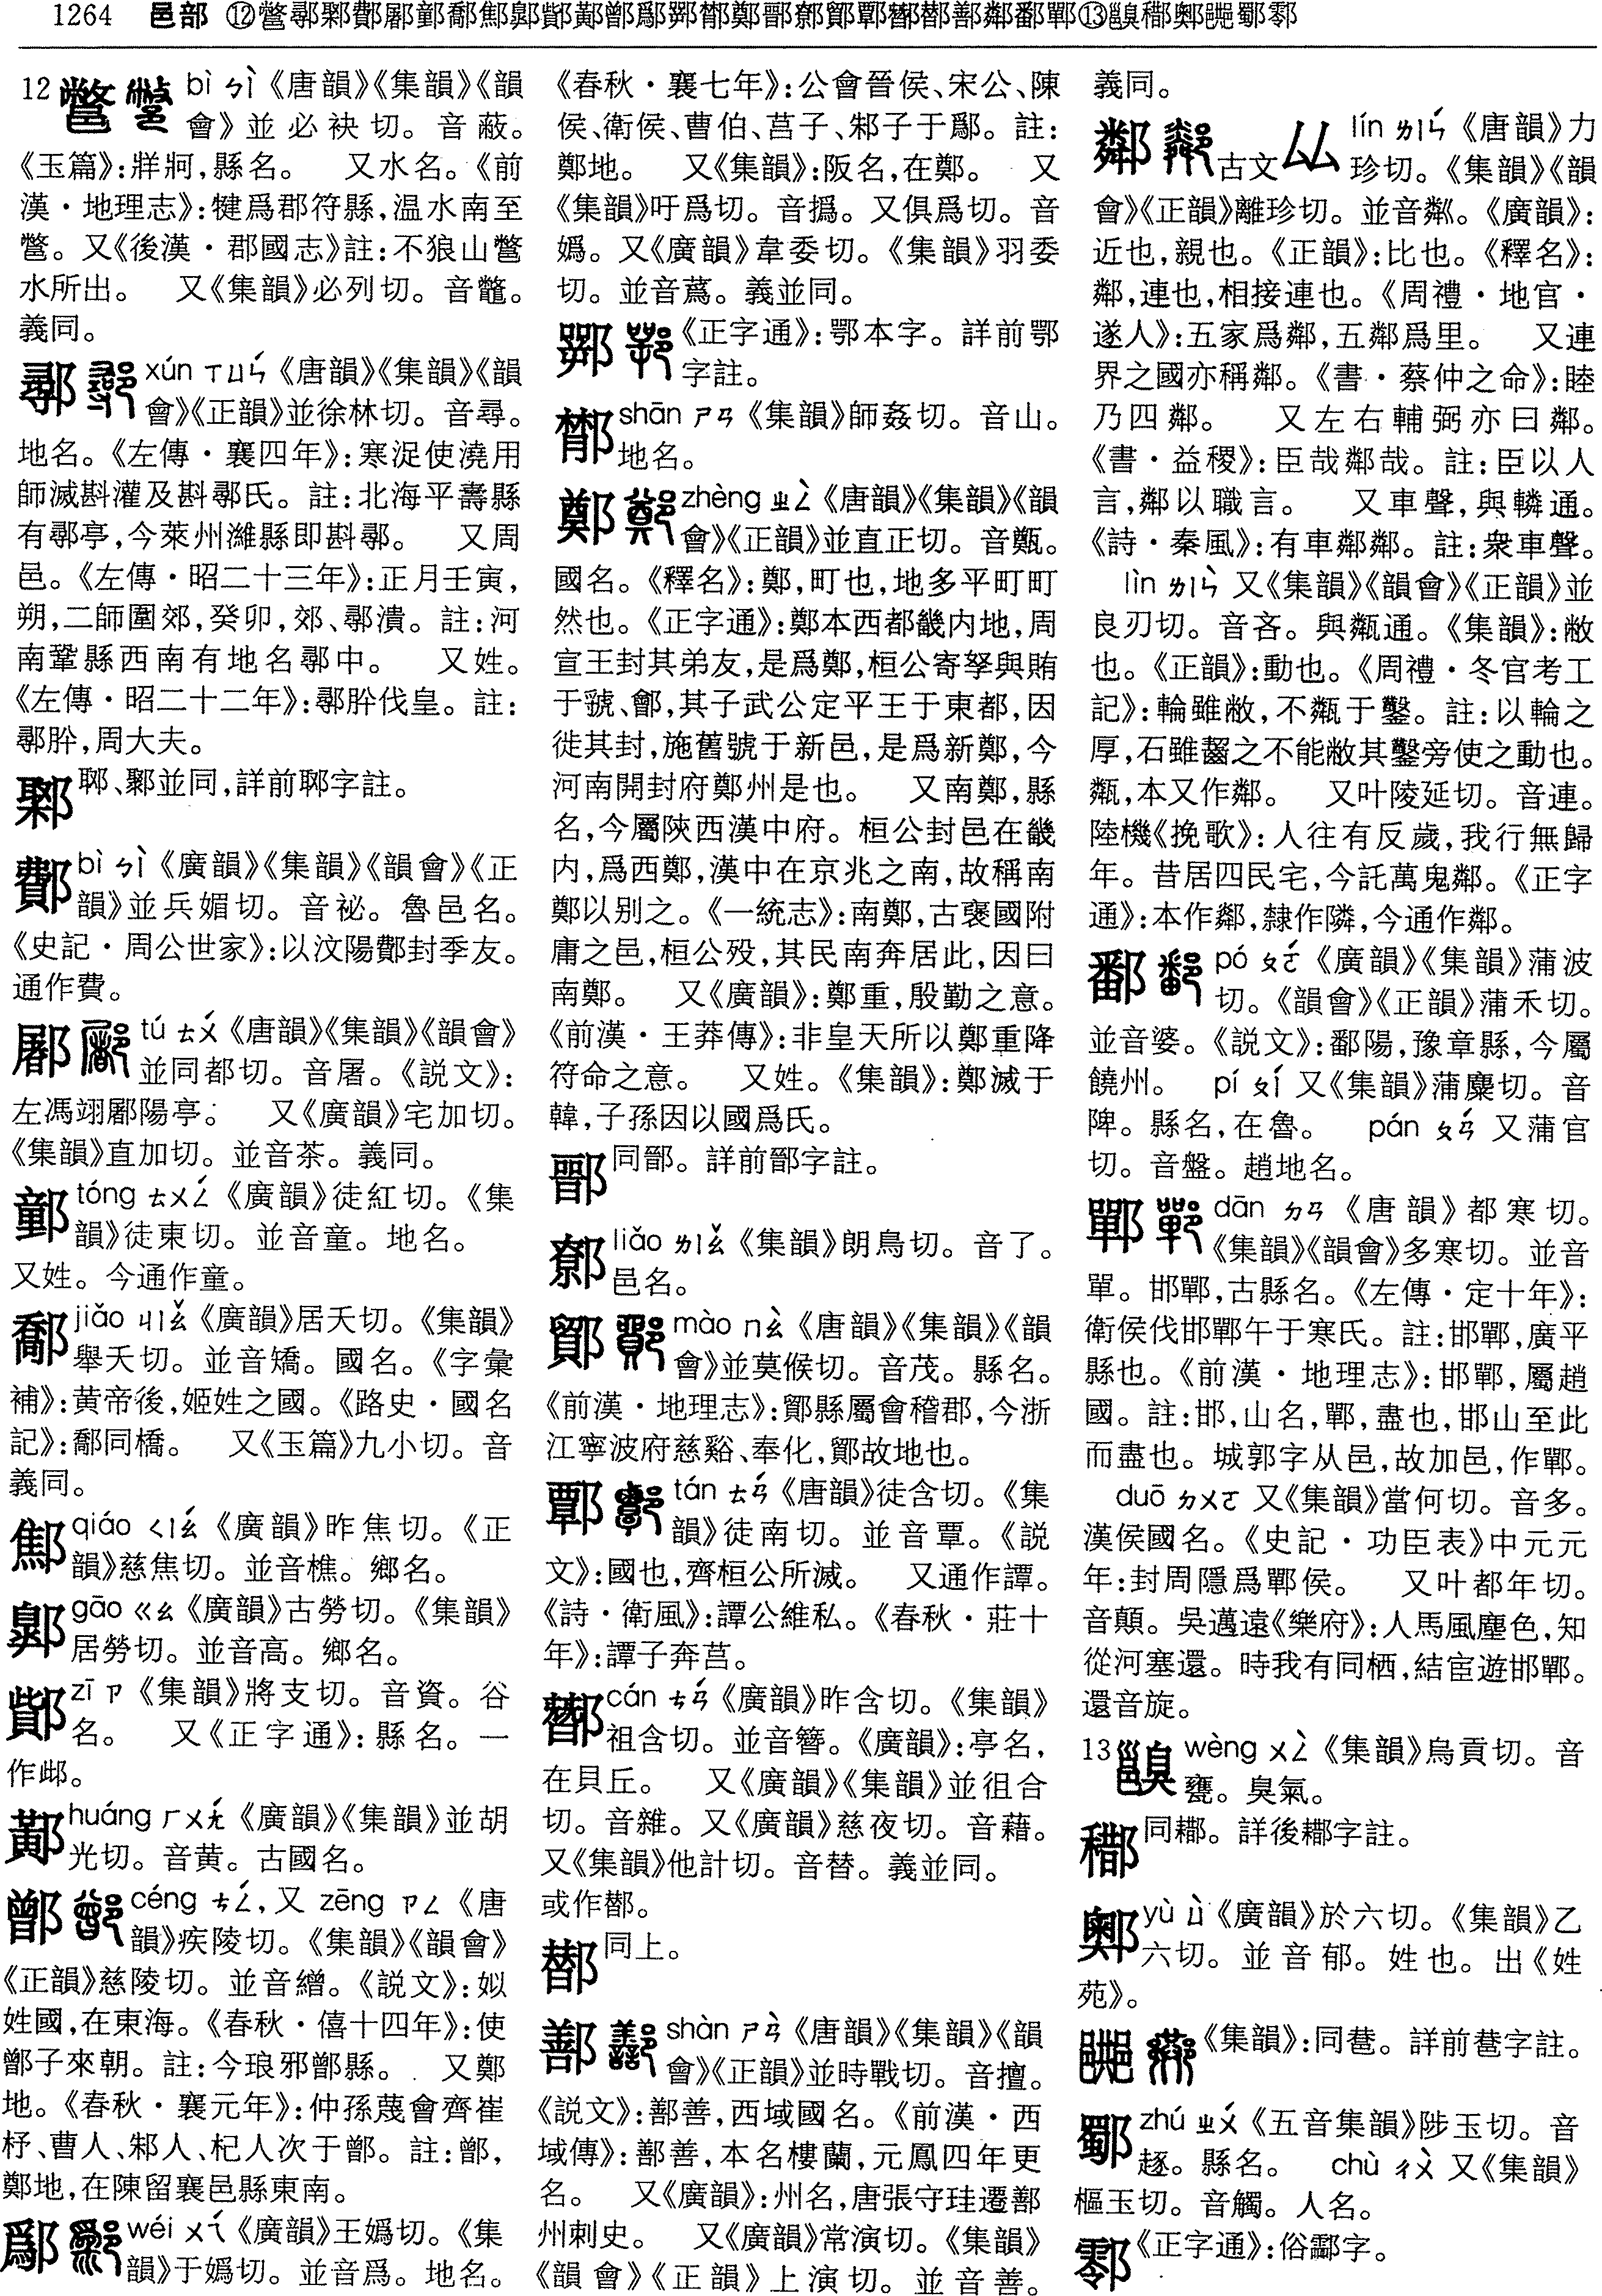 1264 邑部 ⑫鄨鄩鄹鄪鄏鄐鄗鄡鄓鄑鄌鄫鄬鄂鄁鄭鄑鄝鄮鄲鄼酂鄯鄰鄱鄲⑬
12鄨 bì ㄅㄧˋ《唐韻》《集韻》《韻
會》並必袂切。音蔽。
《玉篇》:牂牁,縣名。 又水名。《前
漢·地理志》:犍爲郡符縣,温水南至
鄨。又《後漢·郡國志》註:不狼山鄨
水所出。 又《集韻》必列切。音鼈。
義同。
鄩 xún ㄒㄩㄣˊ《唐韻》《集韻》《韻
會》《正韻》並徐林切。音尋。
地名。《左傳·襄四年》:寒浞使澆用
師滅斟灌及斟鄩氏。註:北海平壽縣
有鄩亭,今萊州濰縣即斟鄩。 又周
邑。《左傳·昭二十三年》:正月壬寅,
朔,二師圍郊,癸卯,郊、鄩潰。註:河
南鞏縣西南有地名鄩中。 又姓。
《左傳·昭二十二年》:鄩肸伐皇。註:
鄩肸,周大夫。
郰、鄹並同,詳前郰字註。
鄪 bì ㄅㄧˋ《廣韻》《集韻》《韻會》《正
韻》並兵媚切。音祕。魯邑名。
《史記·周公世家》:以汶陽鄪封季友。
通作費。
鄏 tú ㄊㄨˊ《唐韻》《集韻》《韻會》
並同都切。音屠。《説文》:
左馮翊陽亭。 又《廣韻》宅加切。
《集韻》直加切。並音茶。義同。
tóng ㄊㄨㄥˊ《廣韻》徒紅切。《集
韻》徒東切。並音童。地名。
又姓。今通作童。
jiǎo ㄐㄧㄠˇ《廣韻》居夭切。《集韻》
舉夭切。並音矯。國名。《字彙
補》:黄帝後,姬姓之國。《路史·國名
記》:同橋。 又《玉篇》九小切。音
義同。
qiáo ㄑㄧㄠˊ《廣韻》昨焦切。《正
韻》慈焦切。並音樵。鄉名。
gāo ㄍㄠ《廣韻》古勞切。《集韻》
居勞切。並音高。鄉名。
zī ㄗ《集韻》將支切。音資。谷
名。 又《正字通》:縣名。一
作𨚖。
huáng ㄏㄨㄤˊ《廣韻》《集韻》並胡
光切。音黄。古國名。
鄫 céng ㄘㄥˊ,又 zēng ㄗㄥ《唐
韻》疾陵切。《集韻》《韻會》
《正韻》慈陵切。並音繒。《説文》:姒
姓國,在東海。《春秋·僖十四年》:使
鄫子來朝。註:今琅邪鄫縣。 又鄭
地。《春秋·襄元年》:仲孫蔑會齊崔
杼、曹人、邾人、杞人次于鄫。註:鄫,
鄭地,在陳留襄邑縣東南。
鄬 wéi ㄨㄟˊ《廣韻》王嬀切。《集
韻》于嬀切。並音爲。地名。
《春秋·襄七年》:公會晉侯、宋公、陳
侯、衛侯、曹伯、莒子、邾子于鄬。註:
鄭地。 又《集韻》:阪名,在鄭。 又
《集韻》吁爲切。音撝。又俱爲切。音
嬀。又《廣韻》韋委切。《集韻》羽委
切。並音蔿。義並同。
《正字通》:鄂本字。詳前鄂
字註。
shān ㄕㄢ《集韻》師姦切。音山。
地名。
鄭 zhèng ㄓㄥˋ《唐韻》《集韻》《韻
會》《正韻》並直正切。音甄。
國名。《釋名》:鄭,町也,地多平町町
然也。《正字通》:鄭本西都畿内地,周
宣王封其弟友,是爲鄭,桓公寄孥與賄
于虢、鄶,其子武公定平王于東都,因
徙其封,施舊號于新邑,是爲新鄭,今
河南開封府鄭州是也。 又南鄭,縣
名,今屬陜西漢中府。桓公封邑在畿
内,爲西鄭,漢中在京兆之南,故稱南
鄭以别之。《一統志》:南鄭,古襃國附
庸之邑,桓公殁,其民南奔居此,因曰
南鄭。 又《廣韻》:鄭重,殷勤之意。
《前漢·王莽傳》:非皇天所以鄭重降
符命之意。 又姓。《集韻》:鄭滅于
韓,子孫因以國爲氏。
同鄑。詳前鄑字註。
鄝 liǎo ㄌㄧㄠˇ《集韻》朗鳥切。音了。
邑名。
鄮 mào ㄇㄠˋ《唐韻》《集韻》《韻
會》並莫候切。音茂。縣名。
《前漢·地理志》:鄮縣屬會稽郡,今浙
江寧波府慈谿、奉化,鄮故地也。
tán ㄊㄢˊ《唐韻》徒含切。《集
韻》徒南切。並音覃。《説
文》:國也,齊桓公所滅。 又通作譚。
《詩·衛風》:譚公維私。《春秋·莊十
年》:譚子奔莒。
cán ㄘㄢˊ《廣韻》昨含切。《集韻》
祖含切。並音簪。《廣韻》:亭名,
在貝丘。 又《廣韻》《集韻》並徂合
切。音雜。又《廣韻》慈夜切。音藉。
又《集韻》他計切。音替。義並同。
或作。
同上。
鄯 shàn ㄕㄢˋ《唐韻》《集韻》《韻
會》《正韻》並時戰切。音擅。
《説文》:鄯善,西域國名。《前漢·西
域傳》:鄯善,本名樓蘭,元鳳四年更
名。 又《廣韻》:州名,唐張守珪遷鄯
州刺史。 又《廣韻》常演切。《集韻》
《韻會》《正韻》上演切。並音善。
義同。
鄰 古文厸 lín ㄌㄧㄣˊ《唐韻》力
珍切。《集韻》《韻
會》《正韻》離珍切。並音粼。《廣韻》:
近也,親也。《正韻》:比也。《釋名》:
鄰,連也,相接連也。《周禮·地官·
遂人》:五家爲鄰,五鄰爲里。 又連
界之國亦稱鄰。《書·蔡仲之命》:睦
乃四鄰。 又左右輔弼亦曰鄰。
《書·益稷》:臣哉鄰哉。註:臣以人
言,鄰以職言。 又車聲,與轔通。
《詩·秦風》:有車鄰鄰。註:衆車聲。
lìn ㄌㄧㄣˋ 又《集韻》《韻會》《正韻》並
良刃切。音吝。與甐通。《集韻》:敝
也。《正韻》:動也。《周禮·冬官考工
記》:輪雖敝,不甐于鑿。註:以輪之
厚,石雖齧之不能敝其鑿旁使之動也。
甐,本又作鄰。 又叶陵延切。音連。
陸機《挽歌》:人往有反歲,我行無歸
年。昔居四民宅,今託萬鬼鄰。《正字
通》:本作鄰,隸作隣,今通作鄰。
鄱 pó ㄆㄛˊ《廣韻》《集韻》蒲波
切。《韻會》《正韻》蒲禾切。
並音婆。《説文》:鄱陽,豫章縣,今屬
饒州。 pí ㄆㄧˊ 又《集韻》蒲糜切。音
陴。縣名,在魯。 pán ㄆㄢˊ 又蒲官
切。音盤。趙地名。
鄲 dān ㄉㄢ《唐韻》都寒切。
《集韻》《韻會》多寒切。並音
單。邯鄲,古縣名。《左傳·定十年》:
衛侯伐邯鄲午于寒氏。註:邯鄲,廣平
縣也。《前漢·地理志》:邯鄲,屬趙
國。註:邯,山名,鄲,盡也,邯山至此
而盡也。城郭字从邑,故加邑,作鄲。
duō ㄉㄨㄛ 又《集韻》當何切。音多。
漢侯國名。《史記·功臣表》中元元
年:封周隱爲鄲侯。 又叶都年切。
音顛。吳邁遠《樂府》:人馬風塵色,知
從河塞還。時我有同栖,結宦遊邯鄲。
還音旋。
13 wèng ㄨㄥˋ《集韻》烏貢切。音
甕。臭氣。
同。詳後字註。
yù ㄩˋ《廣韻》於六切。《集韻》乙
六切。並音郁。姓也。出《姓
苑》。
《集韻》:同巷。詳前巷字註。
zhú ㄓㄨˊ《五音集韻》陟玉切。音
瘃。縣名。 chù ㄔㄨˋ 又《集韻》
樞玉切。音觸。人名。
《正字通》:俗酃字。